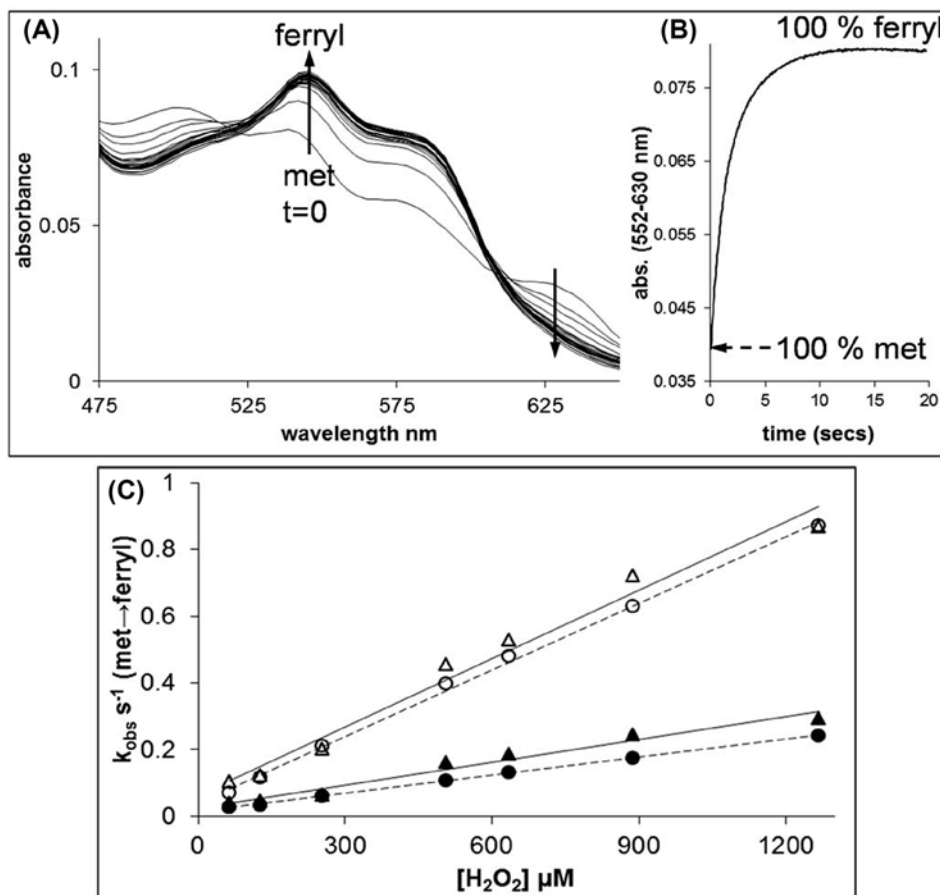 (A)
ferryl
0.1
absorbance
met
t=0
0.05
0
475
525
575
625
wavelength nm
(B)
100 % ferryl
0.080
abs. (552-630 nm)
0.065
0.055
0.045
100 % met
0.035
0
5
10
15
20
time (secs)
(C)
1
k_obs s⁻¹ (met→ferryl)
0.8
0.6
0.4
0.2
0
0
300
600
900
1200
[H₂O₂] µM